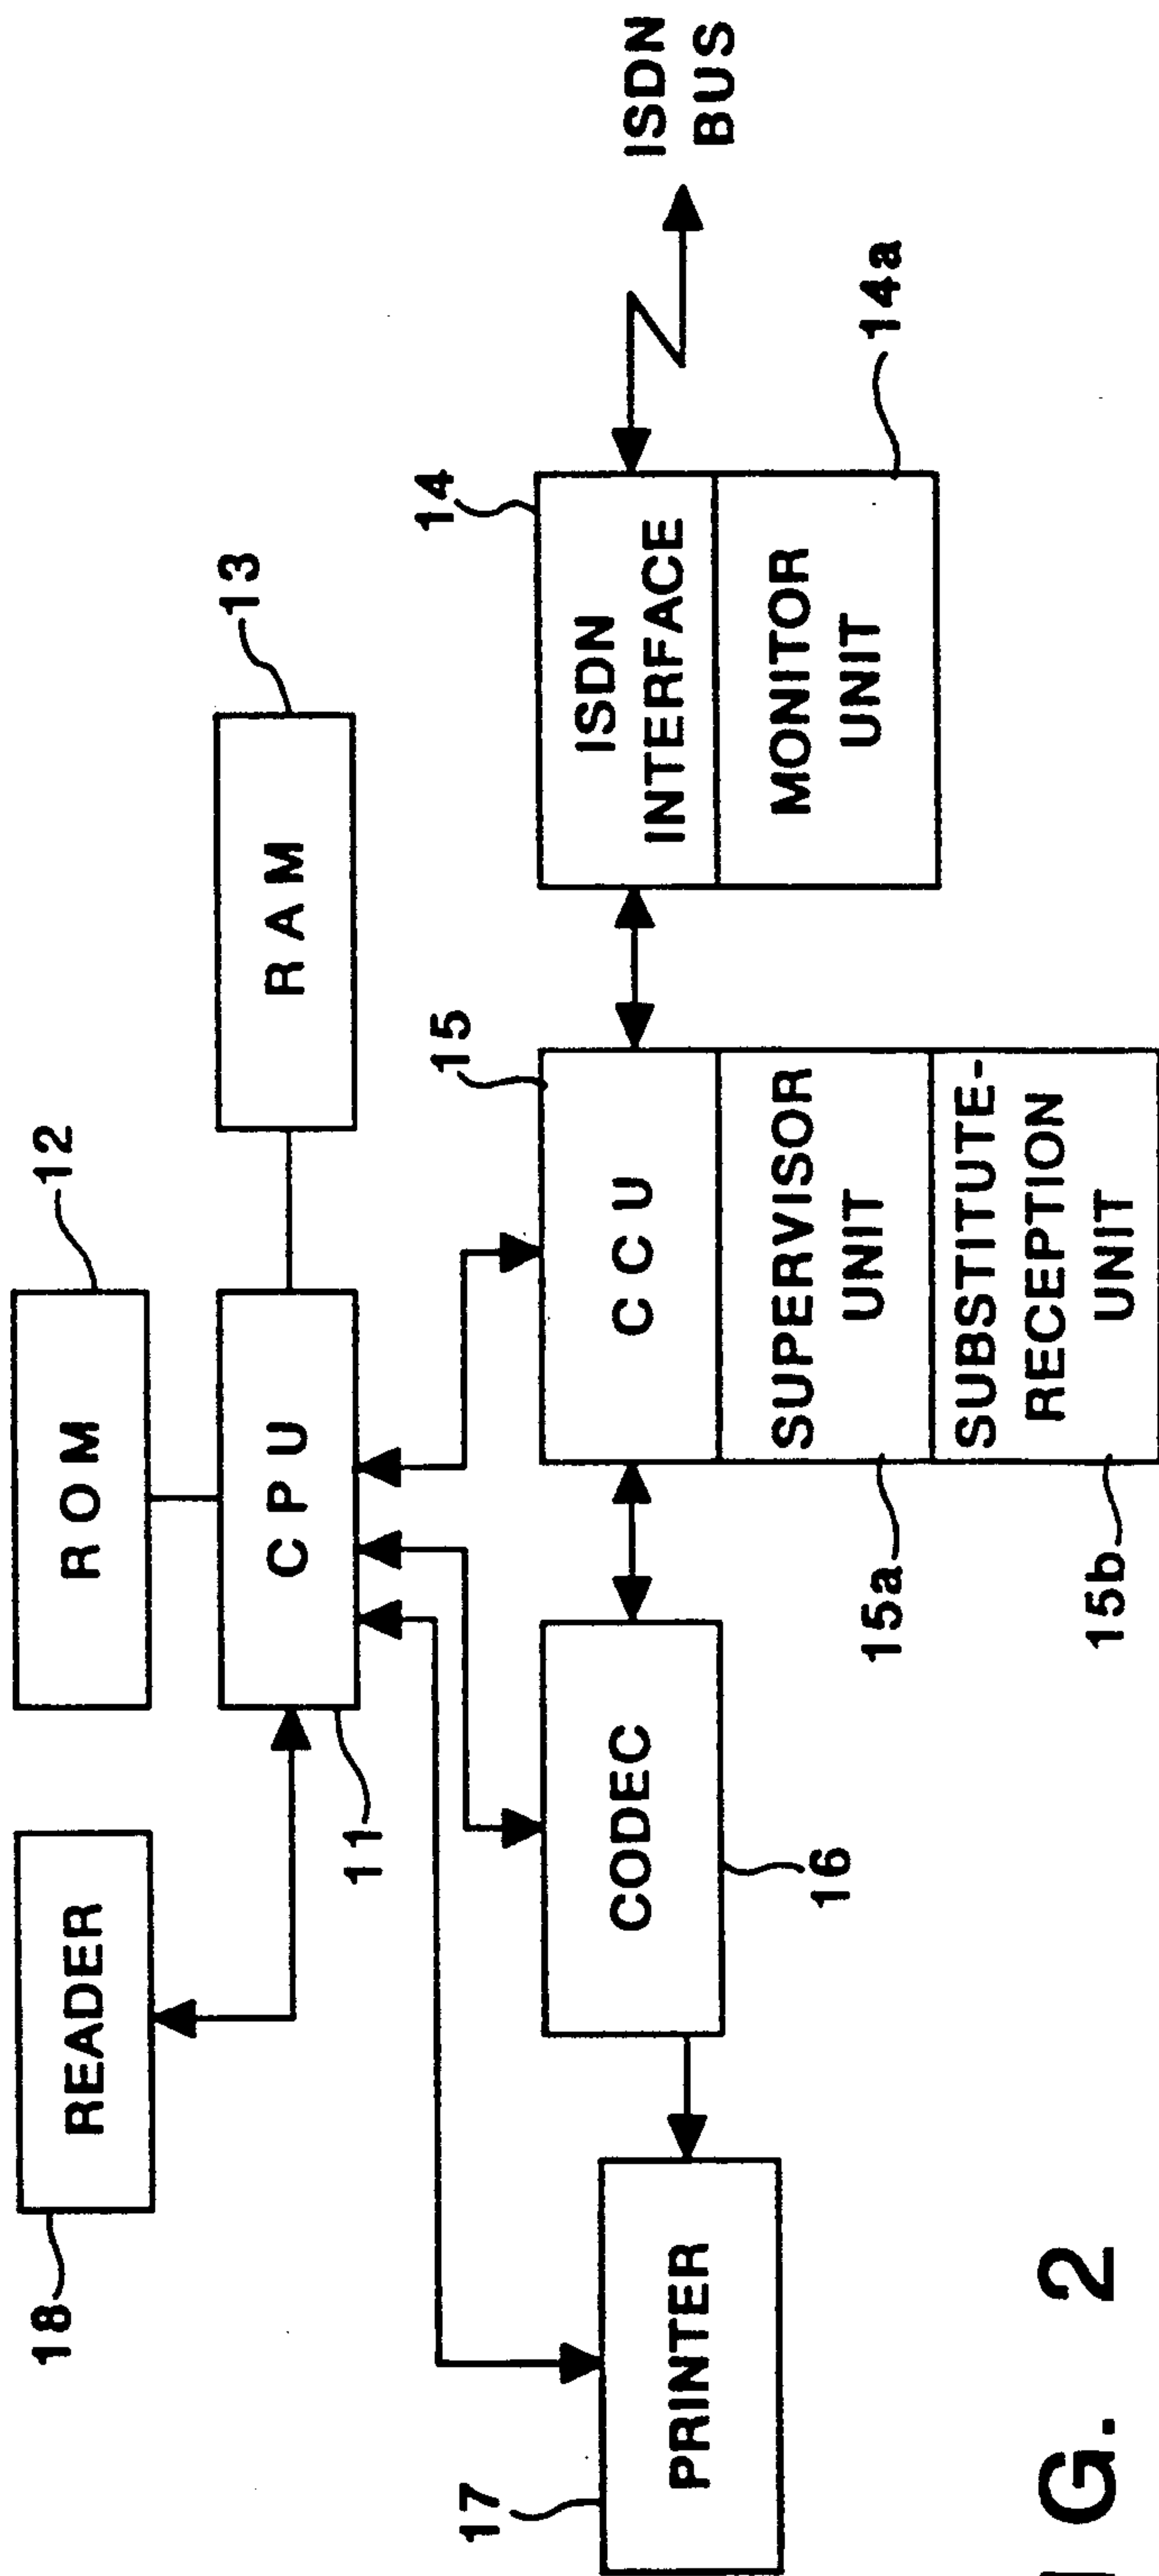 18
READER
ROM
12
11
CPU
RAM
13
17
PRINTER
CODEC
16
CCU
15
SUPERVISOR
UNIT
15a
SUBSTITUTE-
RECEPTION
UNIT
15b
ISDN
INTERFACE
14
MONITOR
UNIT
14a
ISDN
BUS
G. 2